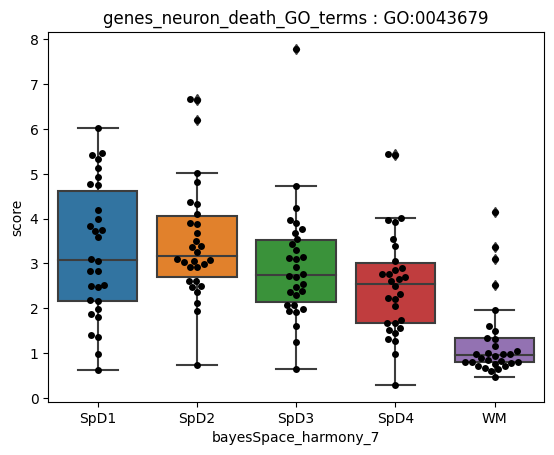 genes_neuron_death_GO_terms : GO:0043679
8
7
6
5
4
3
2
1
0
score
SpD1 SpD2 SpD3 SpD4 WM
bayesSpace_harmony_7